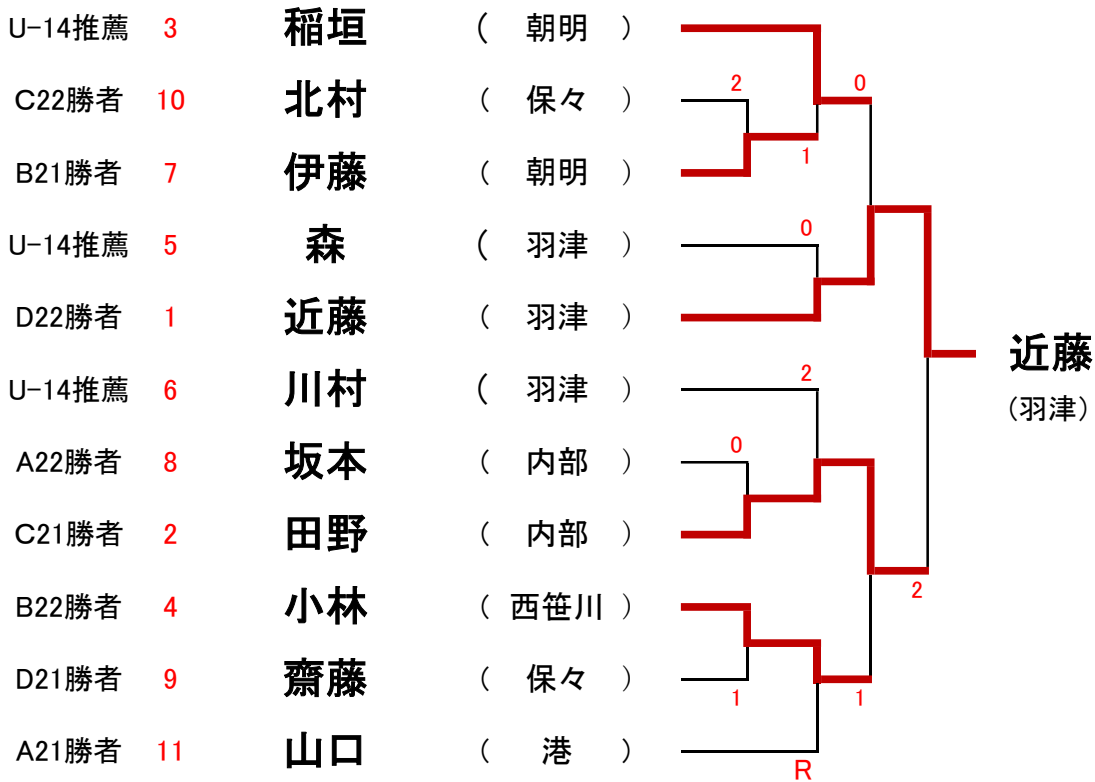 U-14推薦 3 稲垣 ( 朝明 )
2 0
C22勝者 10 北村 ( 保々 )
1
B21勝者 7 伊藤 ( 朝明 )
0
U-14推薦 5 森 ( 羽津 )
D22勝者 1 近藤 ( 羽津 )
近藤
2
U-14推薦 6 川村 ( 羽津 )
(羽津)
0
A22勝者 8 坂本 ( 内部 )
C21勝者 2 田野 ( 内部 )
2
B22勝者 4 小林 ( 西笹川 )
D21勝者 9 齋藤 ( 保々 )
1 1
A21勝者 11 山口 ( 港 )
R